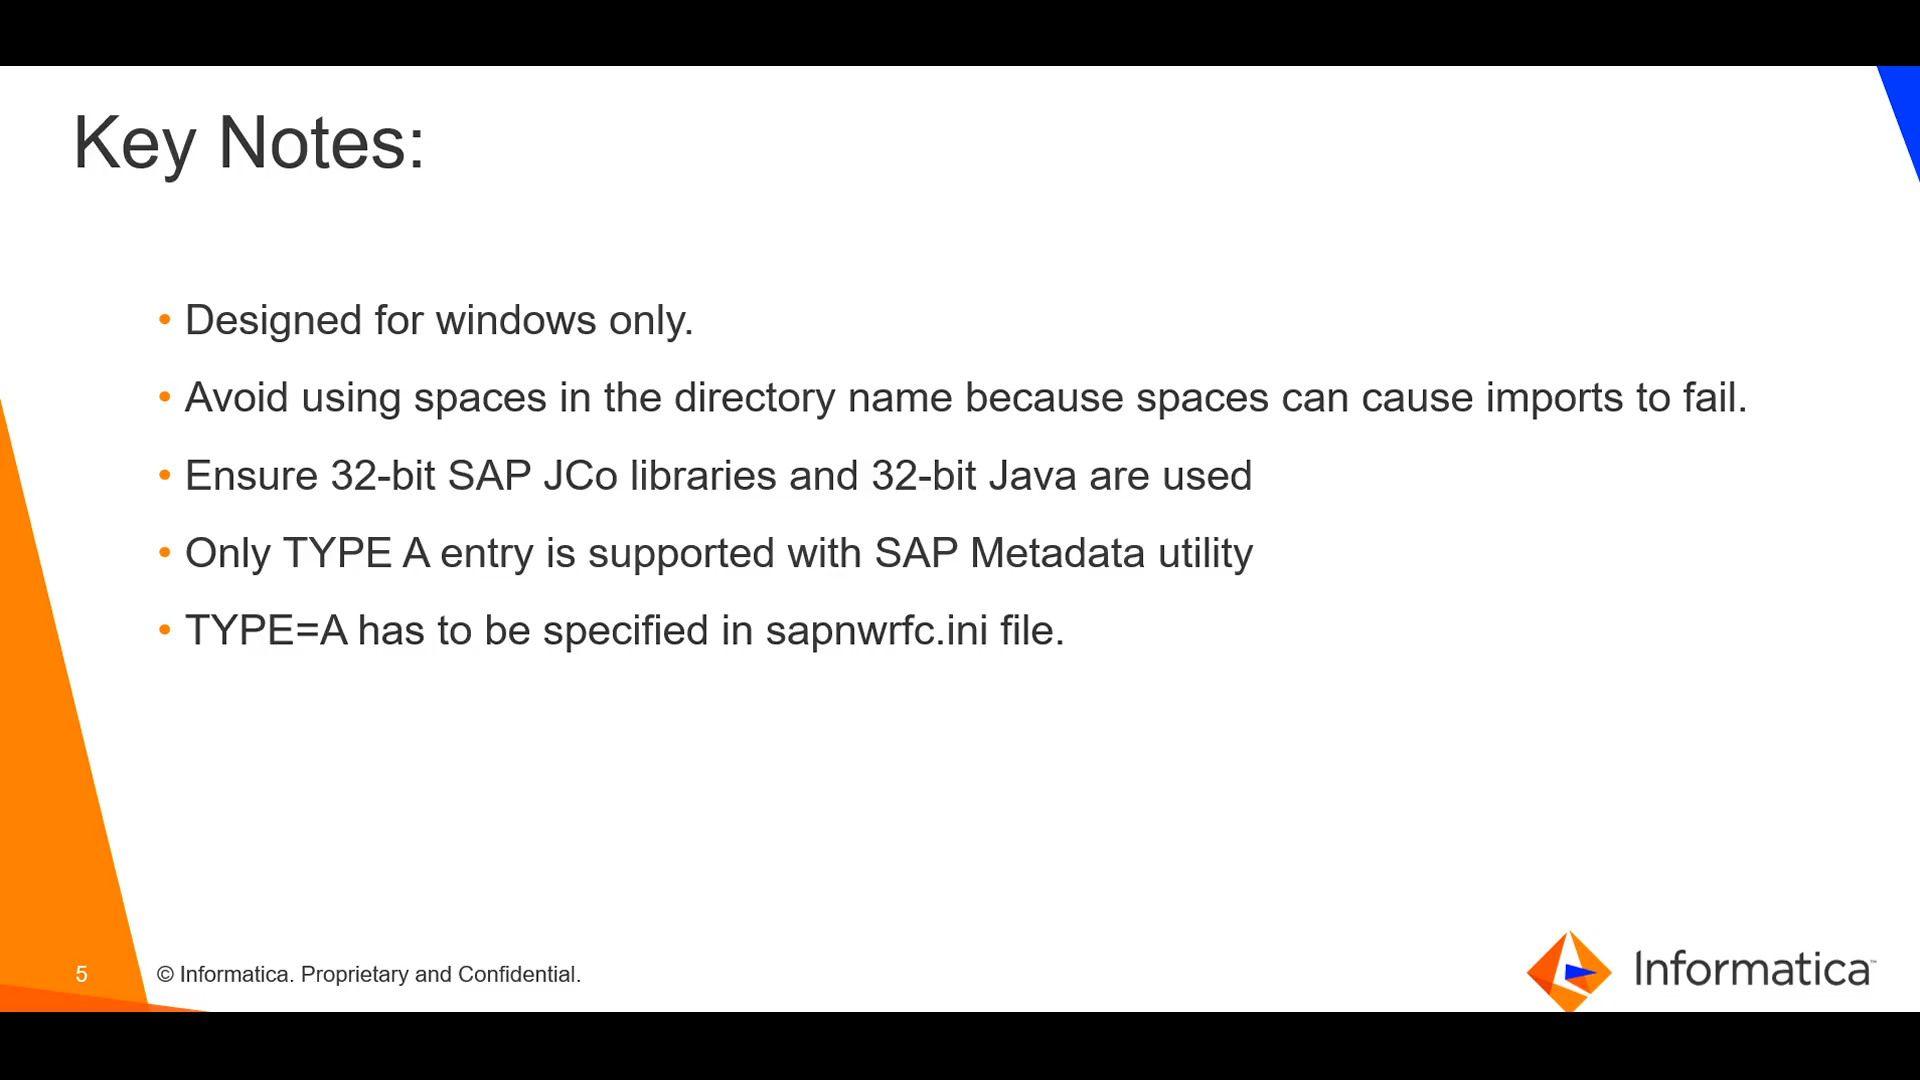 Key Notes:
• Designed for windows only.
• Avoid using spaces in the directory name because spaces can cause imports to fail.
• Ensure 32-bit SAP JCo libraries and 32-bit Java are used
• Only TYPE A entry is supported with SAP Metadata utility
• TYPE=A has to be specified in sapnwrfc.ini file.
5
© Informatica. Proprietary and Confidential.
Informatica™